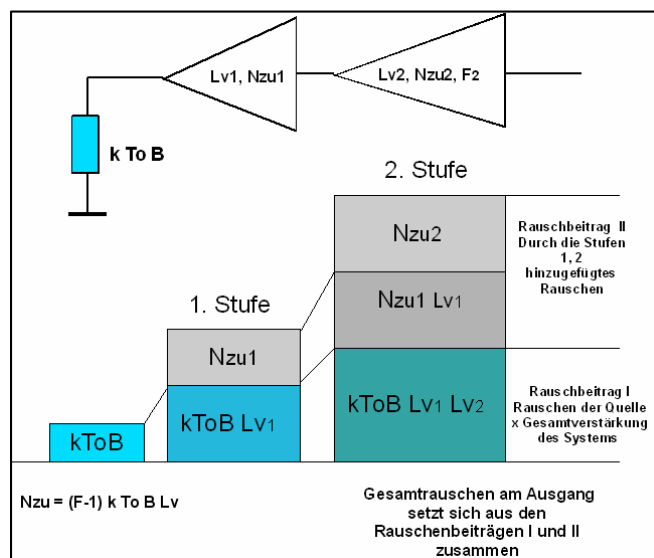 Lv1, Nzu1
Lv2, Nzu2, F2
k To B
2. Stufe
Nzu2
Rauschbeitrag II
Durch die Stufen
1, 2
hinzugefügtes
Rauschen
1. Stufe
Nzu1 Lv1
Nzu1
kToB
kToB Lv1
kToB Lv1 Lv2
Rauschbeitrag I
Rauschen der Quelle
x Gesamtverstärkung
des Systems
Nzu = (F-1) k To B Lv
Gesamtrauschen am Ausgang
setzt sich aus den
Rauschenbeiträgen I und II
zusammen